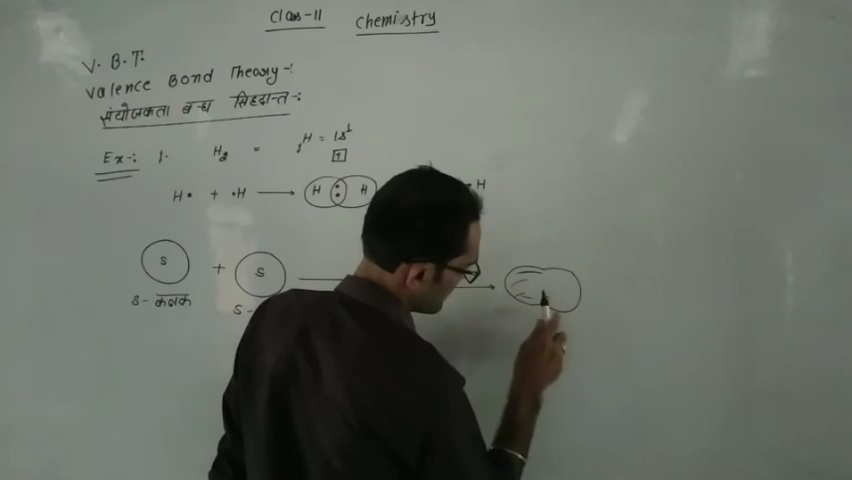 Class-11 Chemistry
V. B. T.
Valence Bond Theory-:
संयोजकता बन्ध सिद्धान्त-:
Ex-: 1. H₂ = ₁H = 1s¹
↑
H• + •H ⟶ H : H H
S + S
s-कक्षक s-